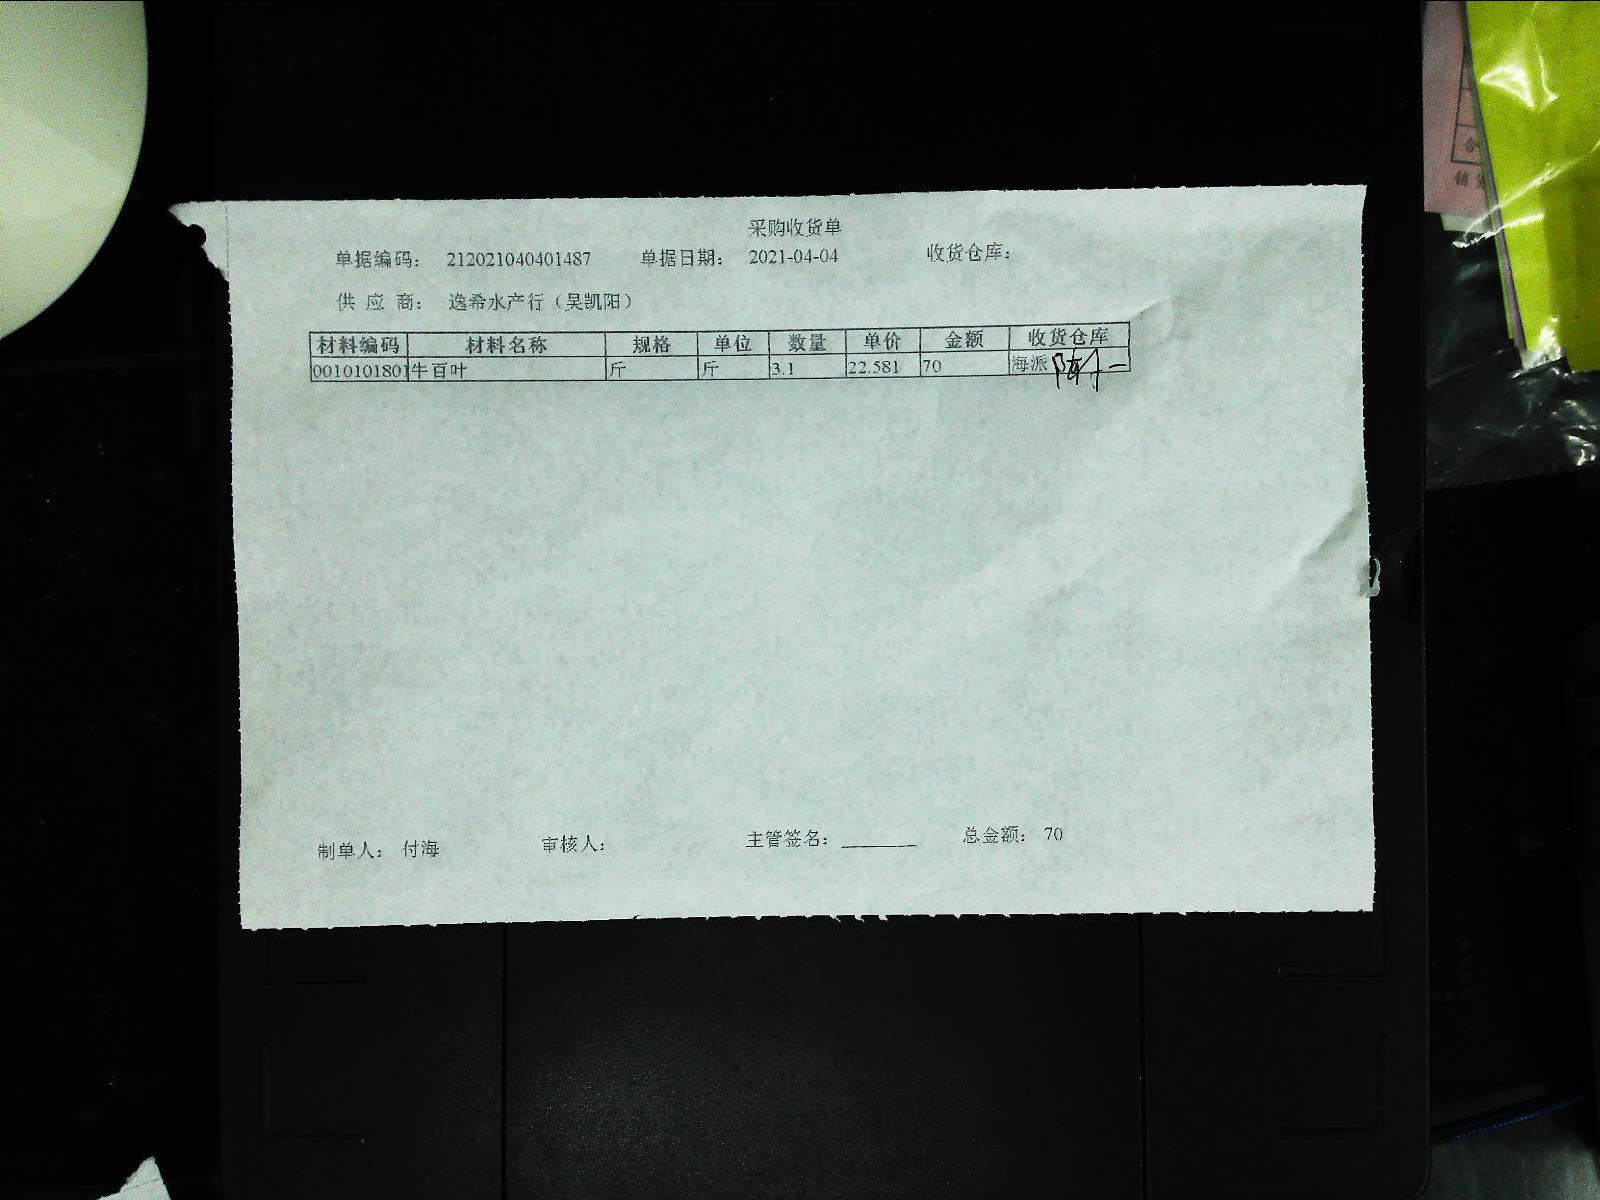 采购收货单
单据编码： 212021040401487 单据日期： 2021-04-04 收货仓库：
供 应 商： 逸希水产行（吴凯阳）
材料编码 材料名称 规格 单位 数量 单价 金额 收货仓库
0010101801 牛百叶 斤 斤 3.1 22.581 70 海派
制单人： 付海 审核人： 主管签名：________ 总金额： 70
销售